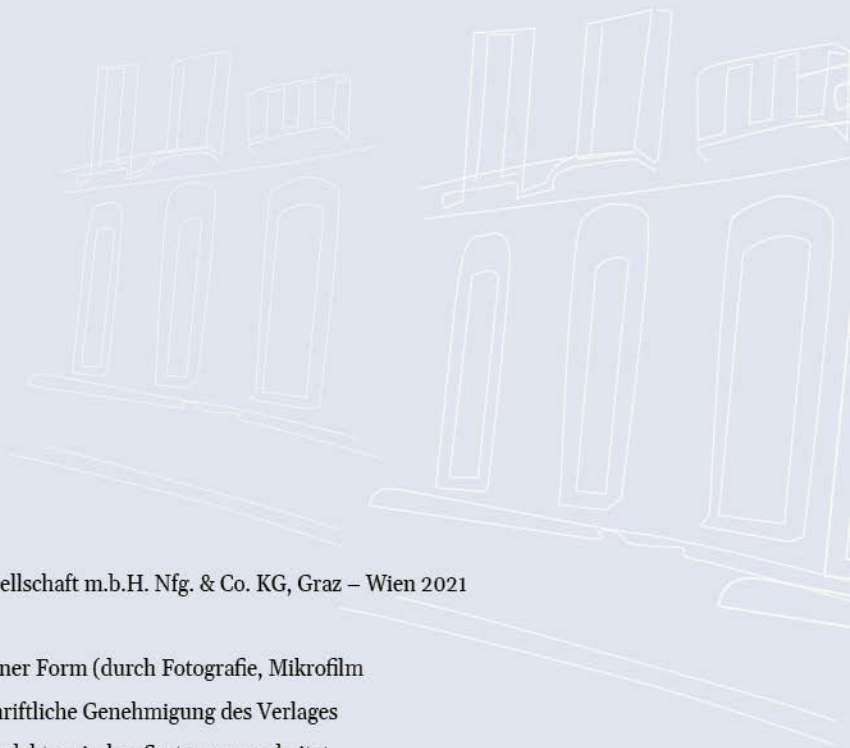 ellschaft m.b.H. Nfg. & Co. KG, Graz – Wien 2021
ner Form (durch Fotografie, Mikrofilm
riftliche Genehmigung des Verlages